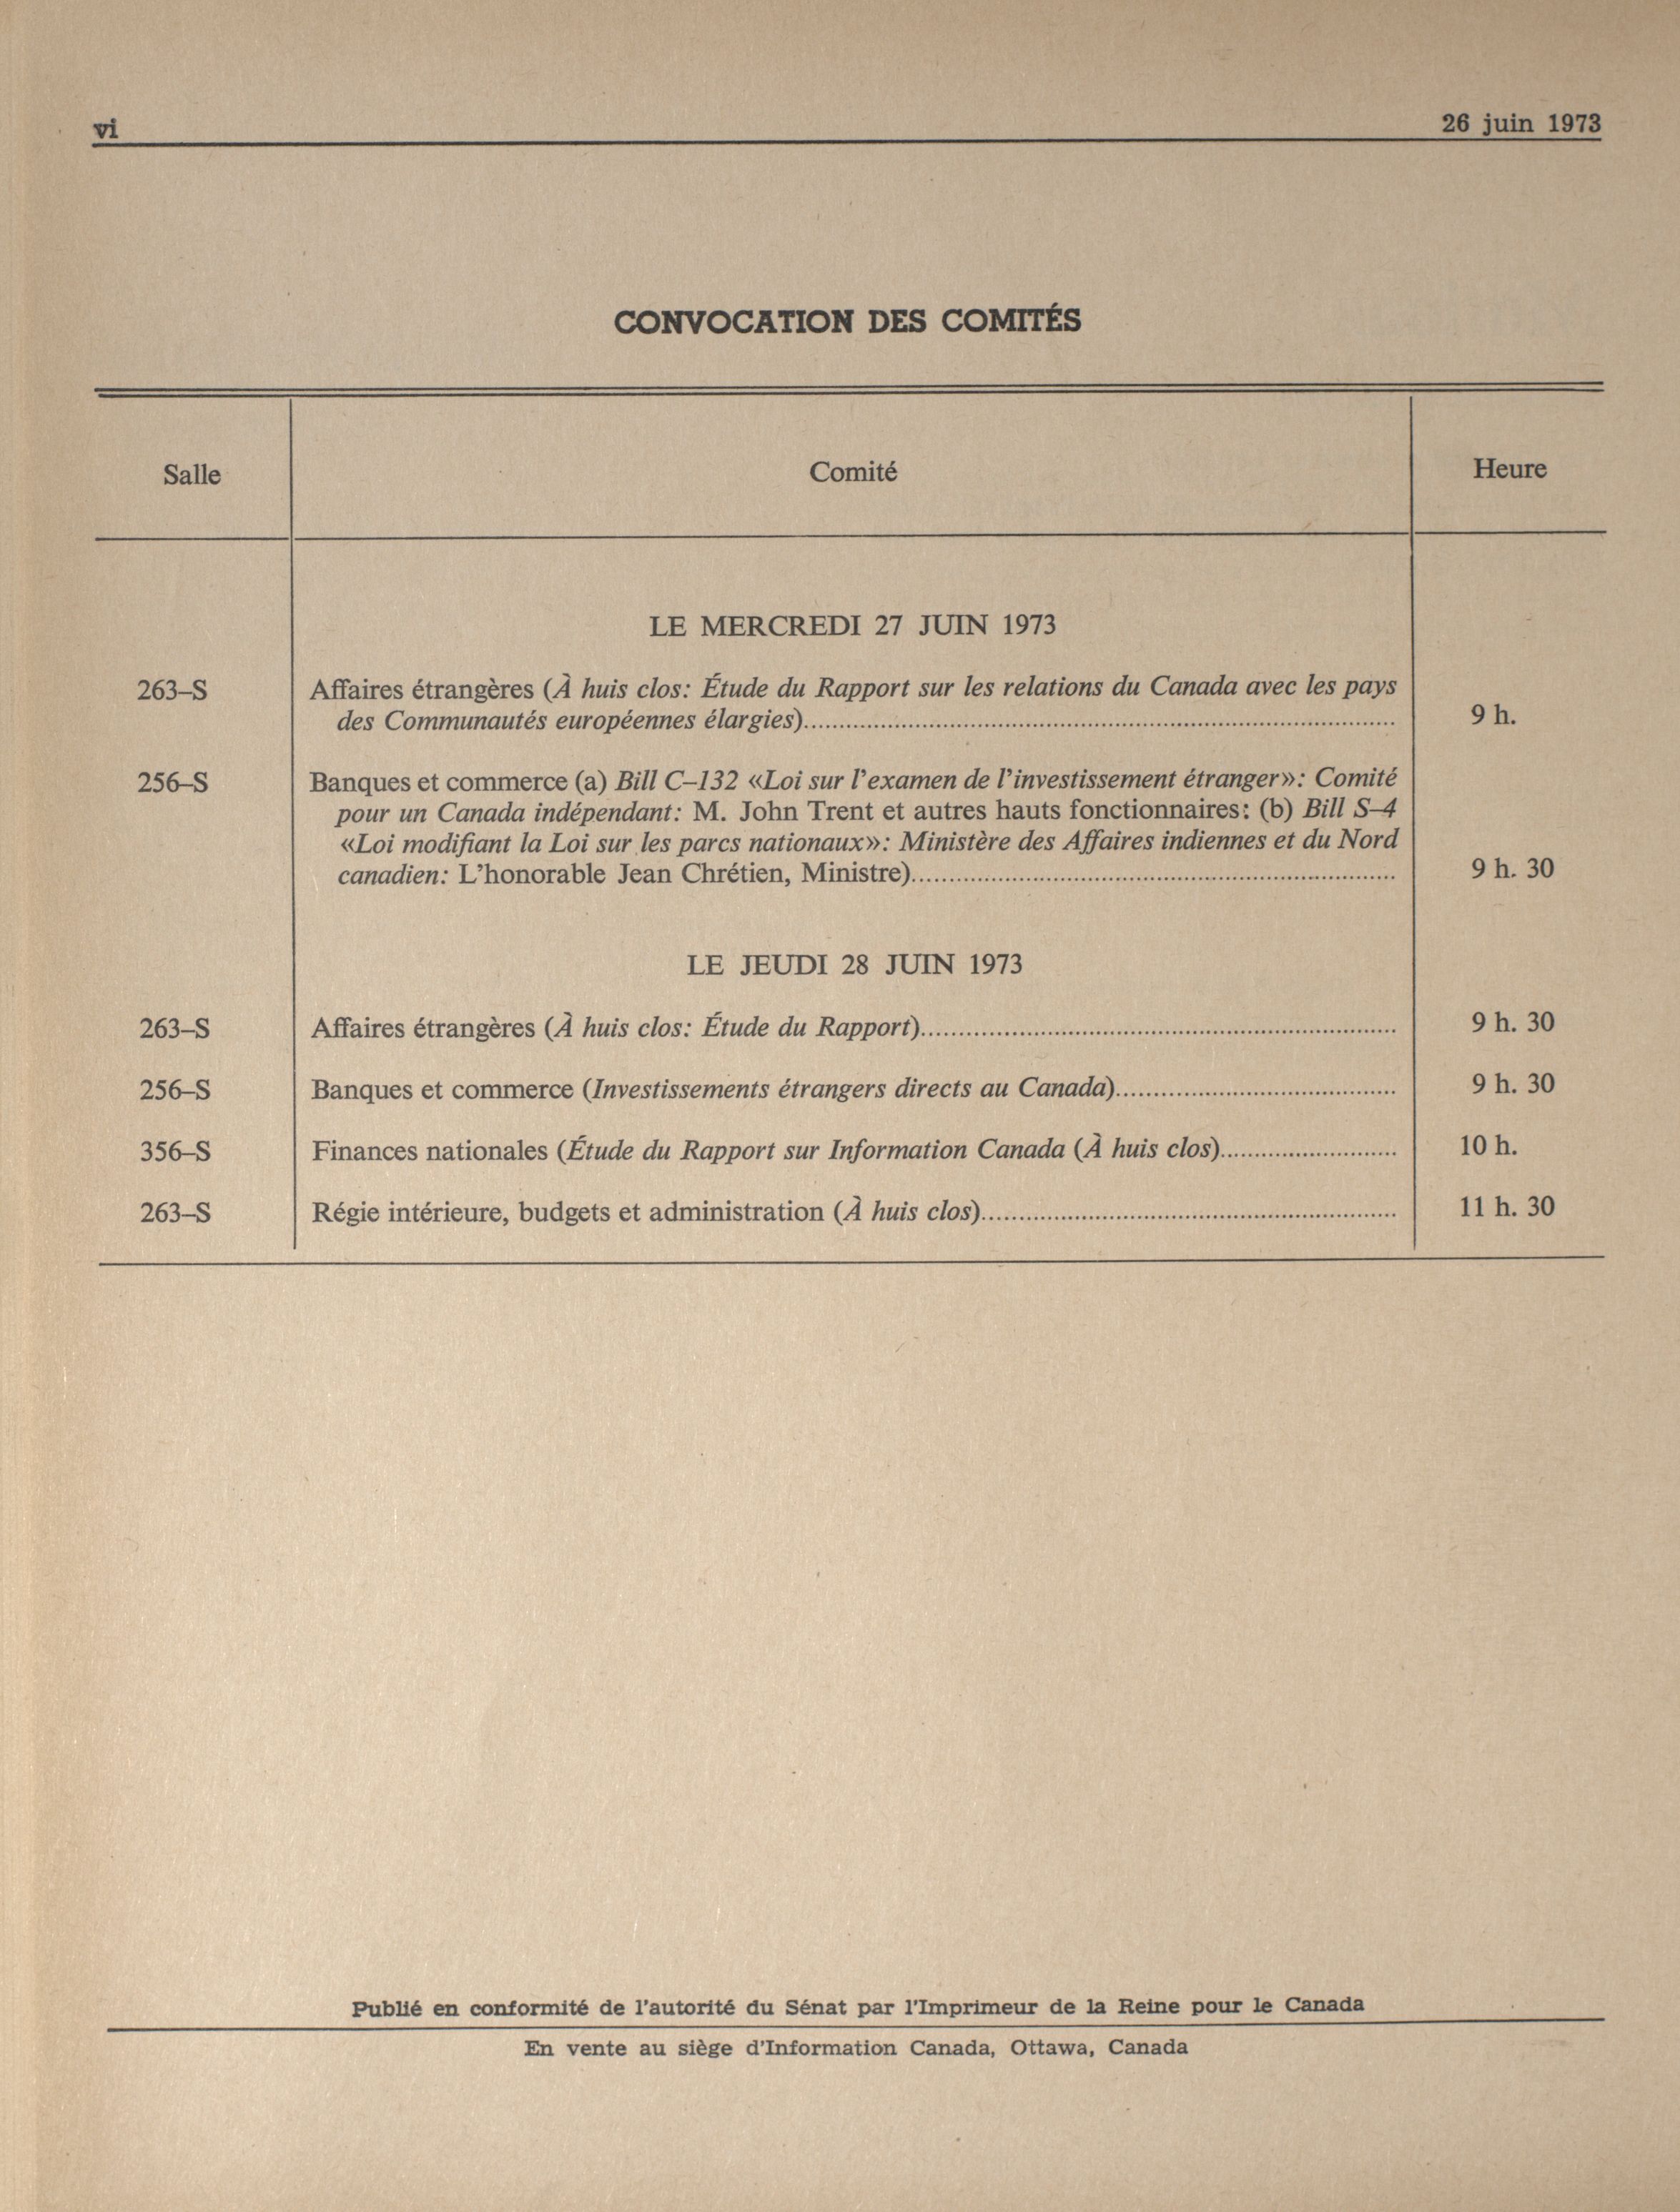 vi
26 juin 1973
CONVOCATION DES COMITÉS
Salle
Comité
Heure
LE MERCREDI 27 JUIN 1973
263–S
Affaires étrangères (À huis clos: Étude du Rapport sur les relations du Canada avec les pays
des Communautés européennes élargies)..........
9 h.
256–S
Banques et commerce (a) Bill C–132 «Loi sur l'examen de l'investissement étranger»: Comité
pour un Canada indépendant: M. John Trent et autres hauts fonctionnaires: (b) Bill S–4
«Loi modifiant la Loi sur les parcs nationaux»: Ministère des Affaires indiennes et du Nord
canadien: L'honorable Jean Chrétien, Ministre)..........
9 h. 30
LE JEUDI 28 JUIN 1973
263–S
Affaires étrangères (À huis clos: Étude du Rapport)..........
9 h. 30
256–S
Banques et commerce (Investissements étrangers directs au Canada)..........
9 h. 30
356–S
Finances nationales (Étude du Rapport sur Information Canada (À huis clos)..........
10 h.
263–S
Régie intérieure, budgets et administration (À huis clos)..........
11 h. 30
Publié en conformité de l'autorité du Sénat par l'Imprimeur de la Reine pour le Canada
En vente au siège d'Information Canada, Ottawa, Canada